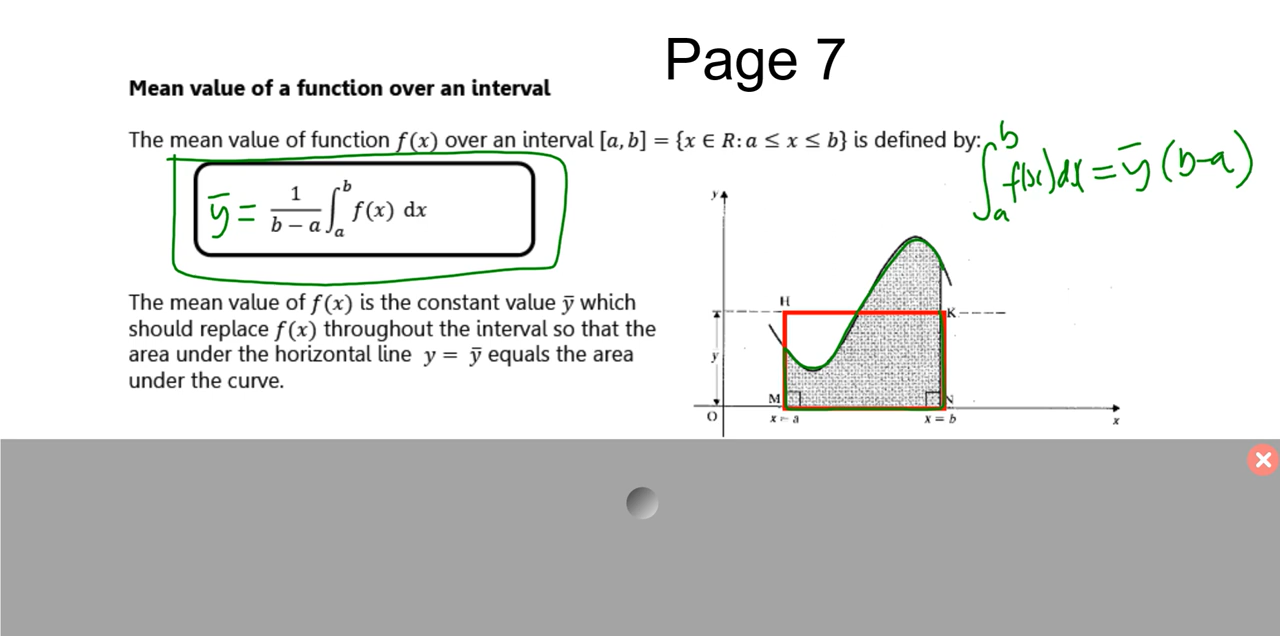 Page 7
Mean value of a function over an interval
The mean value of function f(x) over an interval [a, b] = {x ∈ R: a ≤ x ≤ b} is defined by:
∫_a^b f(x)dx = ȳ(b-a)
ȳ = 1/(b − a) ∫_a^b f(x) dx
The mean value of f(x) is the constant value ȳ which
should replace f(x) throughout the interval so that the
area under the horizontal line y = ȳ equals the area
under the curve.
y
H
K
y
M
N
O
x = a
x = b
x